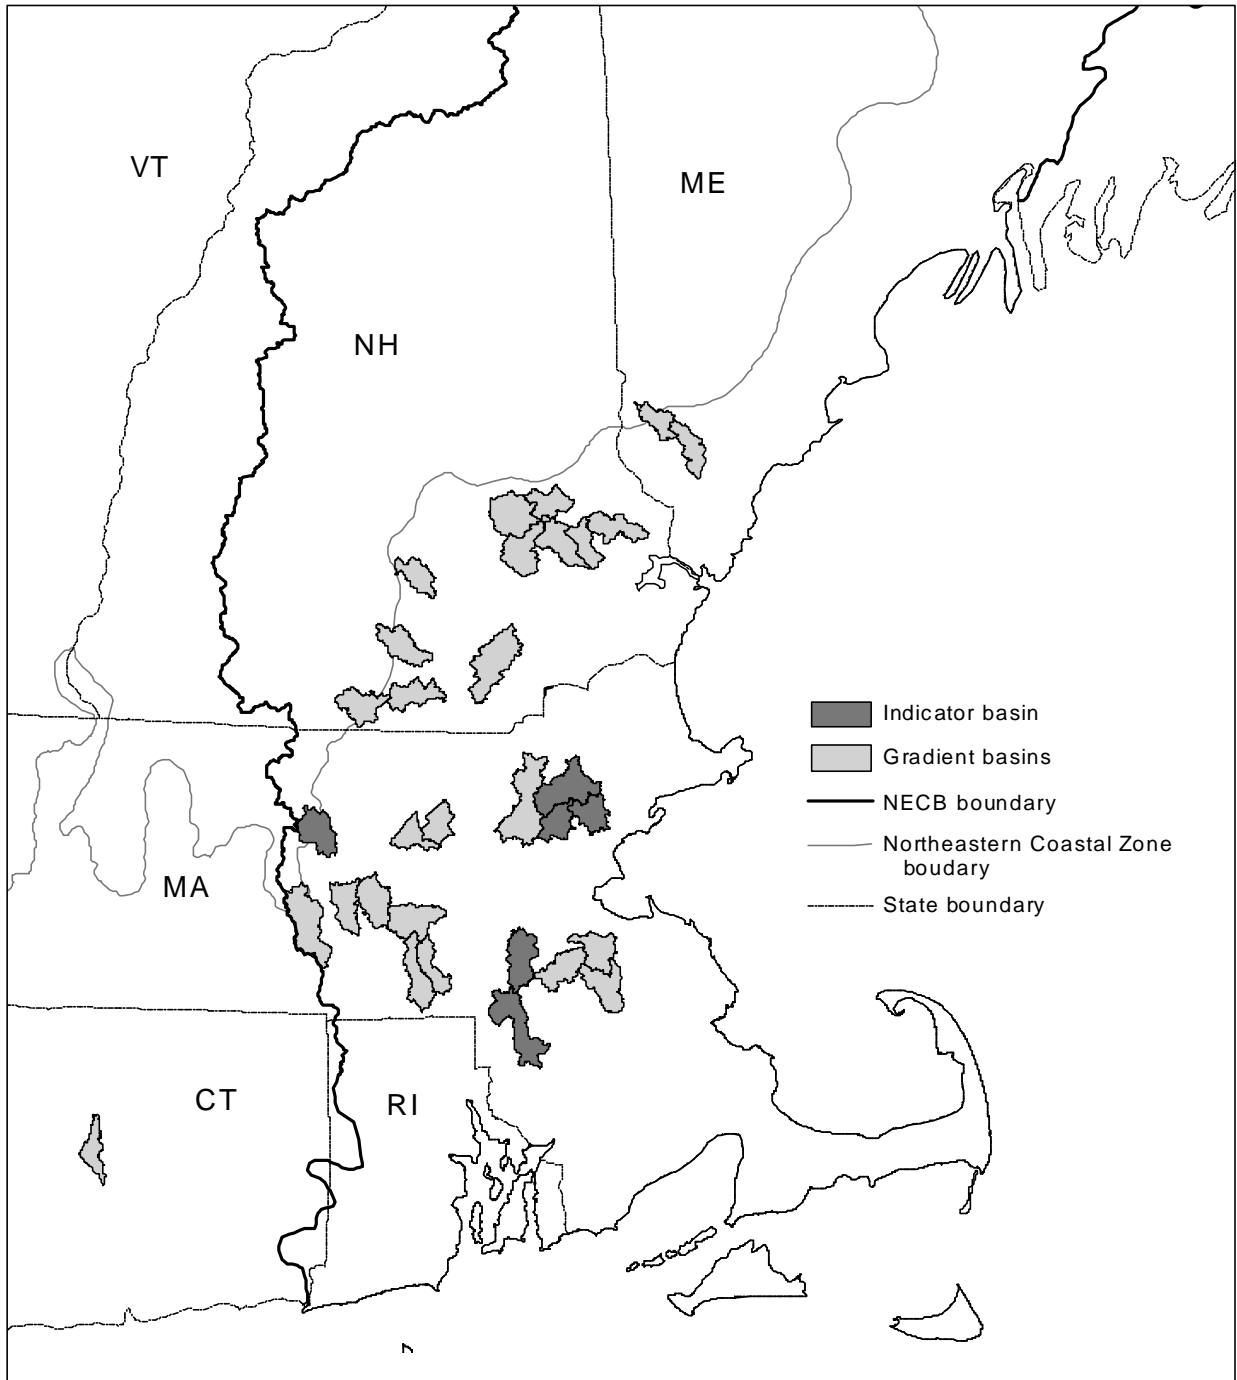 VT
ME
NH
Indicator basin
Gradient basins
NECB boundary
Northeastern Coastal Zone
boudary
MA
State boundary
CT
RI